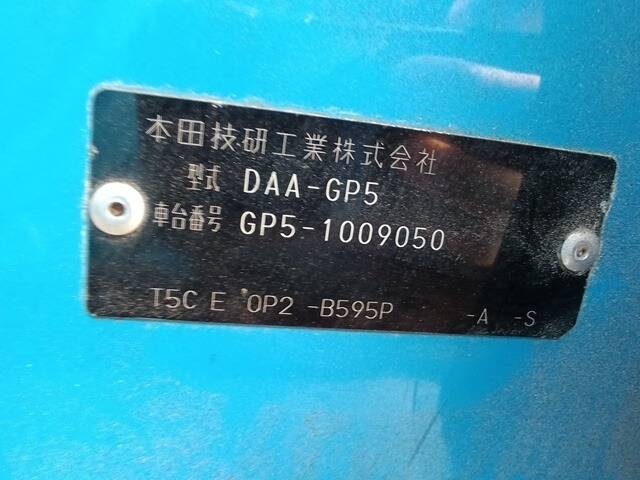 本田技研工業株式会社
型式 DAA-GP5
車台番号 GP5-1009050
T5C E OP2 -B595P -A -S